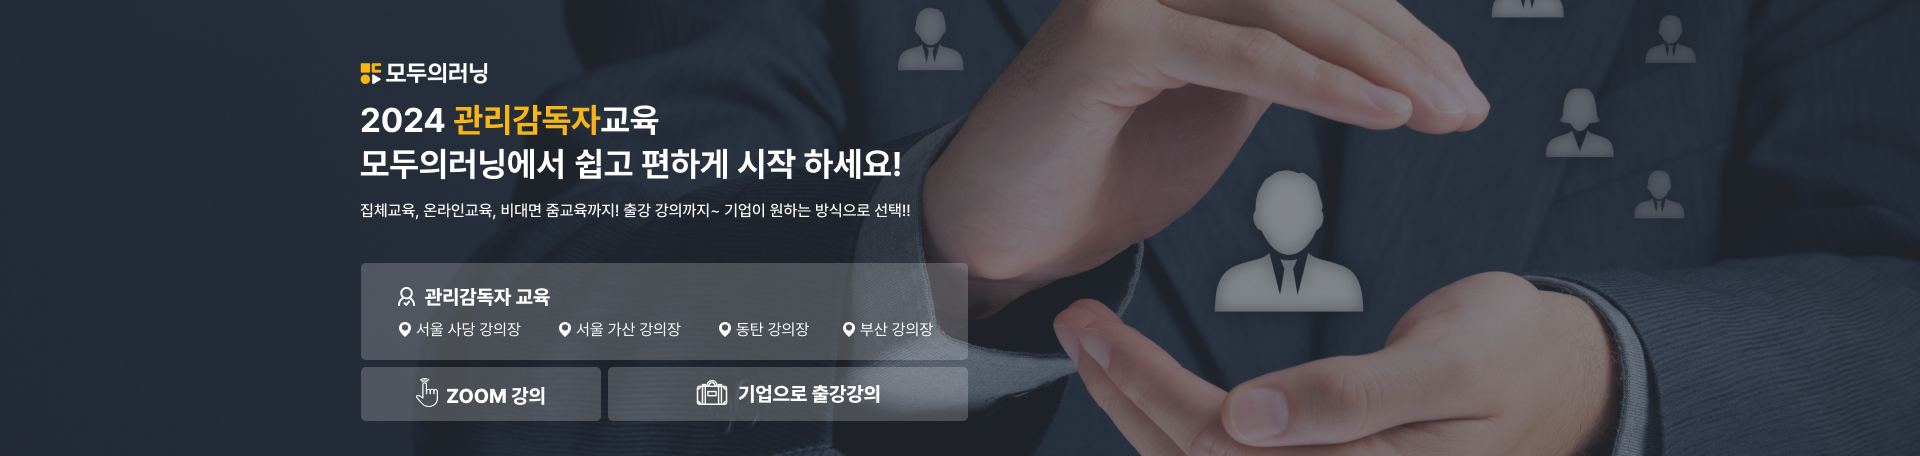 모두의러닝
2024 관리감독자교육
모두의러닝에서 쉽고 편하게 시작 하세요!
집체교육, 온라인교육, 비대면 줌교육까지! 출강 강의까지~ 기업이 원하는 방식으로 선택!!
관리감독자 교육
서울 사당 강의장 서울 가산 강의장 동탄 강의장 부산 강의장
ZOOM 강의 기업으로 출강강의